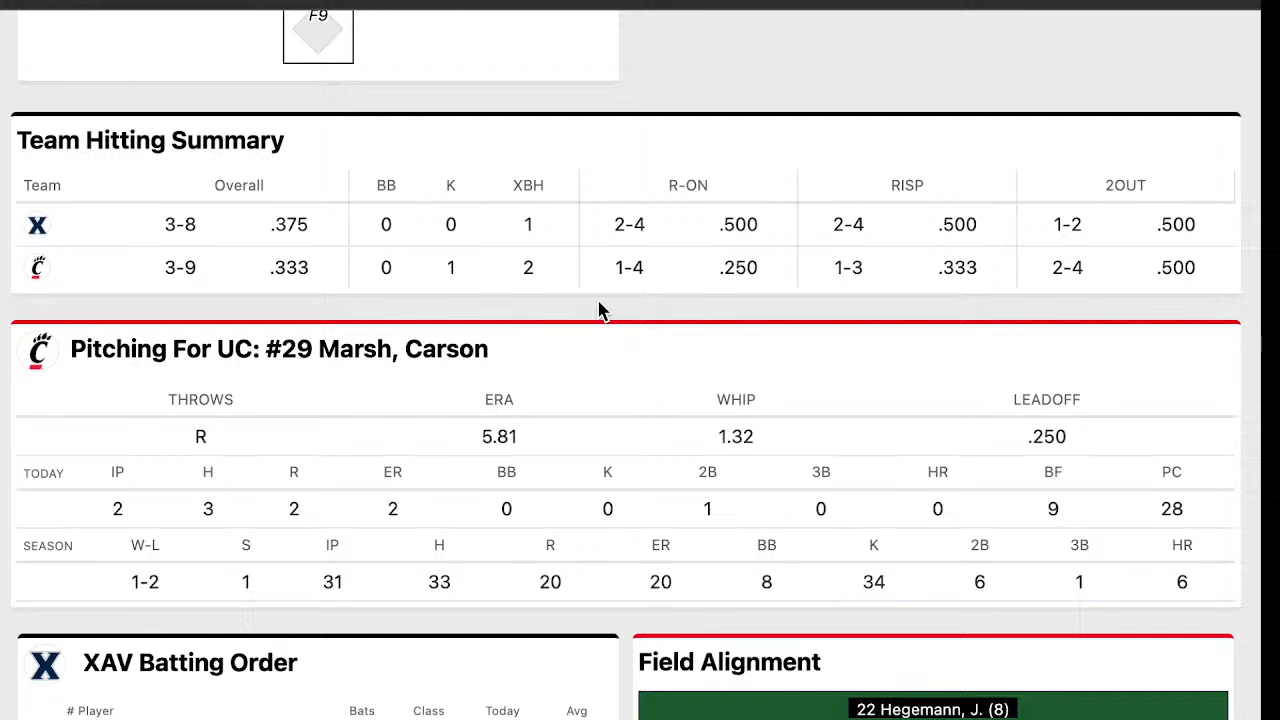 F9
Team Hitting Summary
Team Overall BB K XBH R-ON RISP 2OUT
X 3-8 .375 0 0 1 2-4 .500 2-4 .500 1-2 .500
C 3-9 .333 0 1 2 1-4 .250 1-3 .333 2-4 .500
C Pitching For UC: #29 Marsh, Carson
THROWS ERA WHIP LEADOFF
R 5.81 1.32 .250
TODAY IP H R ER BB K 2B 3B HR BF PC
2 3 2 2 0 0 1 0 0 9 28
SEASON W-L S IP H R ER BB K 2B 3B HR
1-2 1 31 33 20 20 8 34 6 1 6
X XAV Batting Order
# Player Bats Class Today Avg
Field Alignment
22 Hegemann, J. (8)